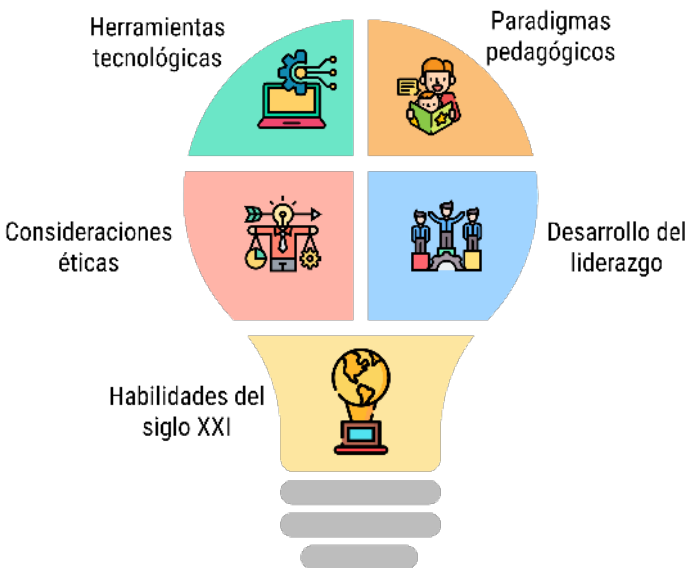 Herramientas
tecnológicas
Paradigmas
pedagógicos
Consideraciones
éticas
Desarrollo del
liderazgo
Habilidades del
siglo XXI